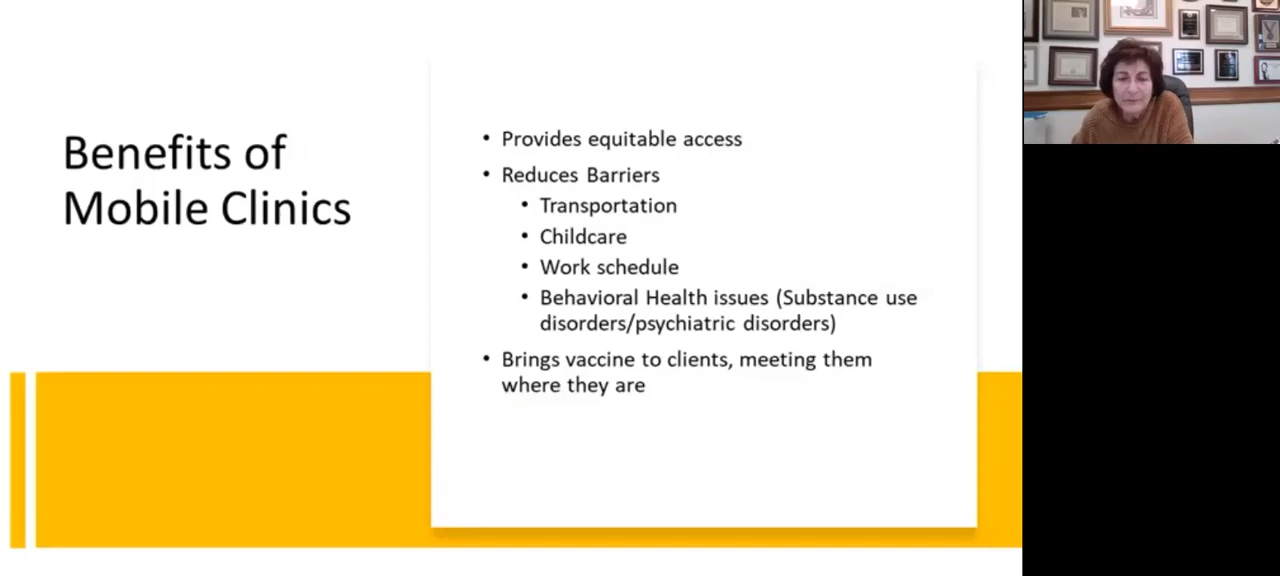 Benefits of
Mobile Clinics
• Provides equitable access
• Reduces Barriers
• Transportation
• Childcare
• Work schedule
• Behavioral Health issues (Substance use
disorders/psychiatric disorders)
• Brings vaccine to clients, meeting them
where they are